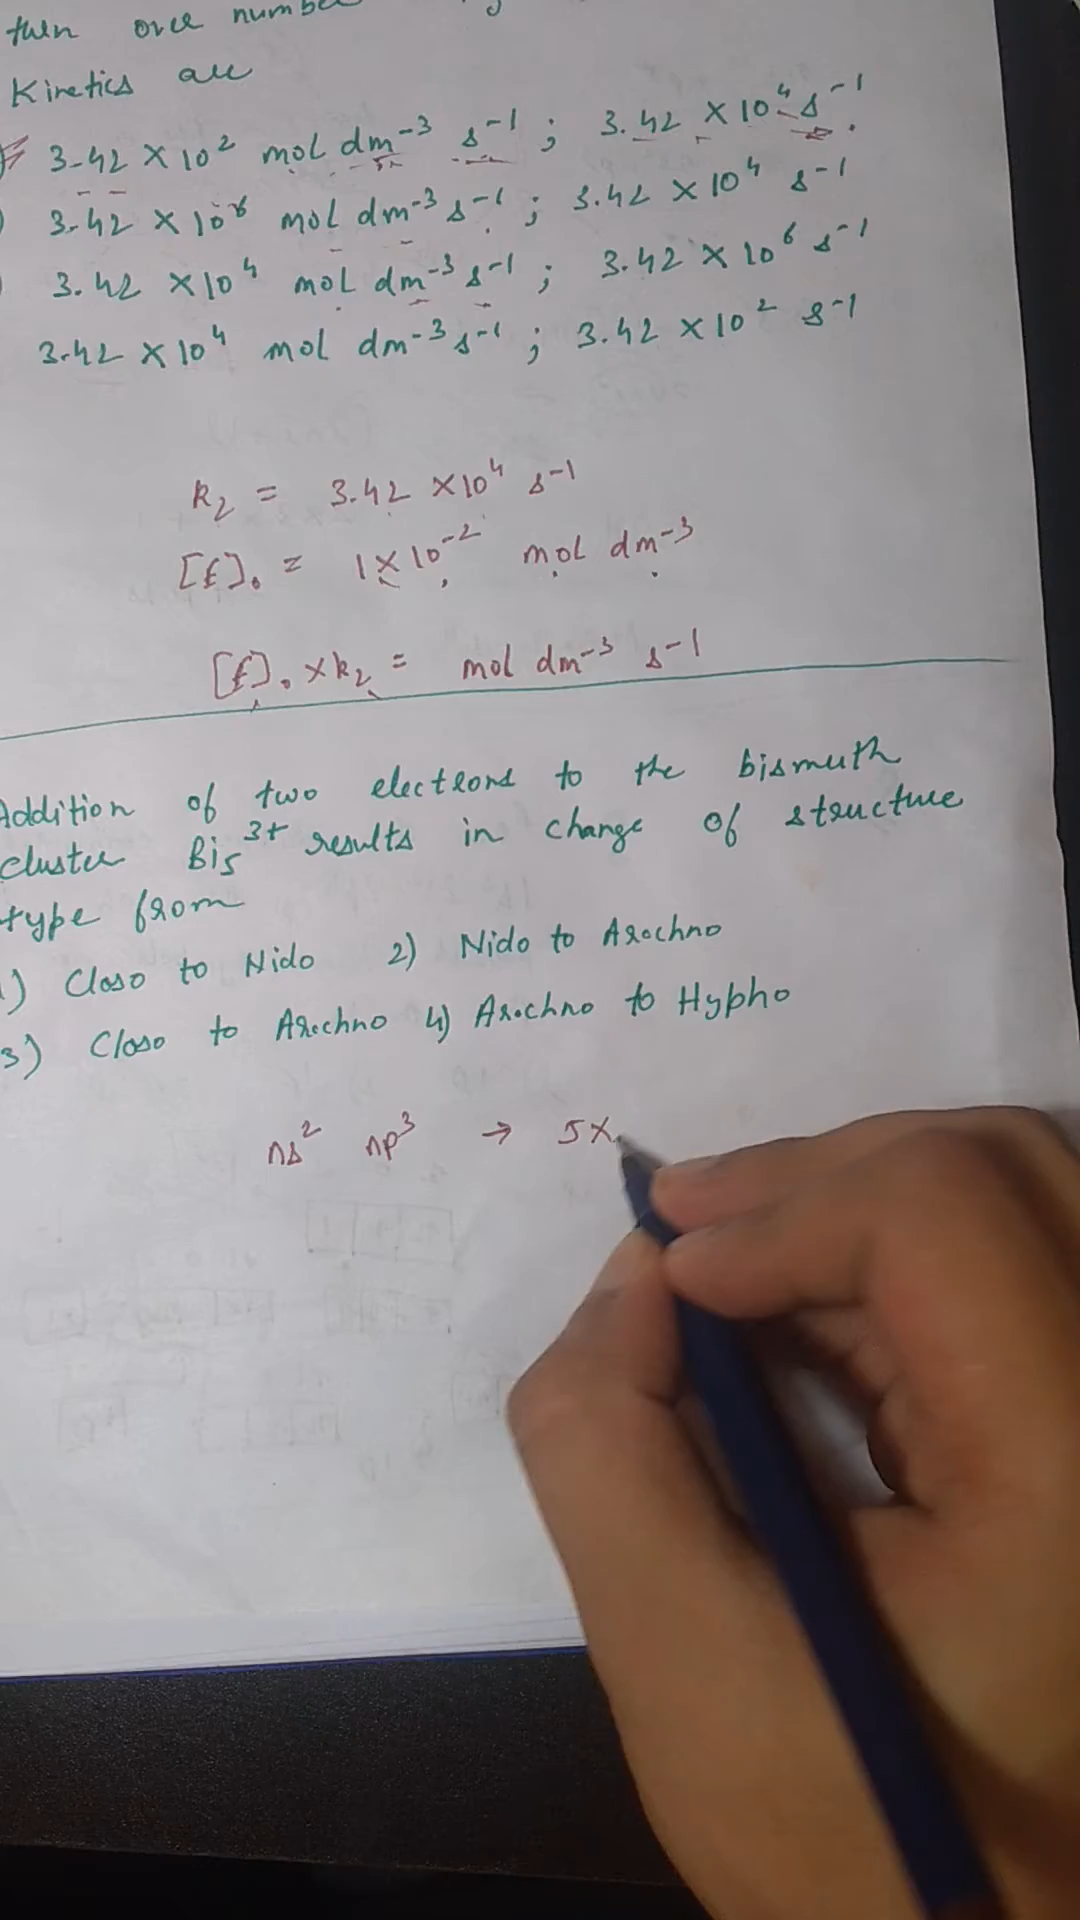 then over number
Kinetics are
3.42 × 10² mol dm⁻³ s⁻¹ ; 3.42 × 10⁴ s⁻¹.
3.42 × 10⁶ mol dm⁻³ s⁻¹ ; 3.42 × 10⁴ s⁻¹
3.42 × 10⁴ mol dm⁻³ s⁻¹ ; 3.42 × 10⁶ s⁻¹
3.42 × 10⁴ mol dm⁻³ s⁻¹ ; 3.42 × 10² s⁻¹
k₂ = 3.42 × 10⁴ s⁻¹
[E]₀ = 1 × 10⁻² mol dm⁻³
[E]₀ × k₂ = mol dm⁻³ s⁻¹
Addition of two electrons to the bismuth
cluster Bi₅³⁺ results in change of structure
type from
1) Closo to Nido 2) Nido to Arachno
3) Closo to Arachno 4) Arachno to Hypho
ns² np³ → 5×